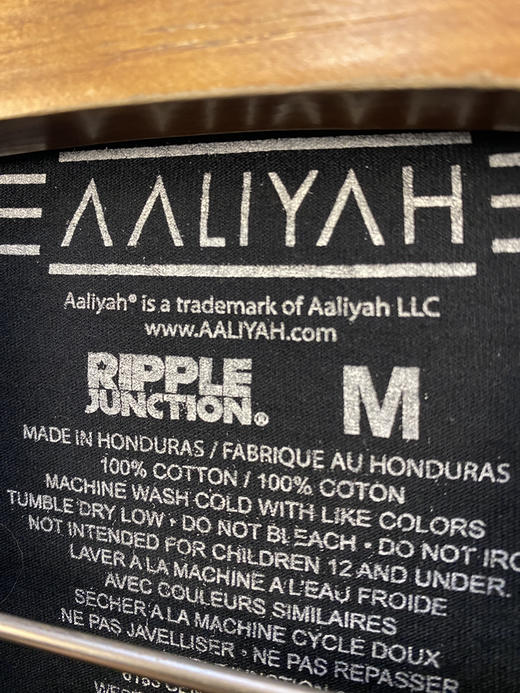 AALIYAH
Aaliyah® is a trademark of Aaliyah LLC
www.AALIYAH.com
RIPPLE
JUNCTION®
M
MADE IN HONDURAS / FABRIQUE AU HONDURAS
100% COTTON / 100% COTON
MACHINE WASH COLD WITH LIKE COLORS
TUMBLE DRY LOW • DO NOT BLEACH • DO NOT IRO
NOT INTENDED FOR CHILDREN 12 AND UNDER.
LAVER A LA MACHINE A L'EAU FROIDE
AVEC COULEURS SIMILAIRES
SÉCHER A LA MACHINE CYCLE DOUX
NE PAS JAVELLISER • NE PAS REPASSER